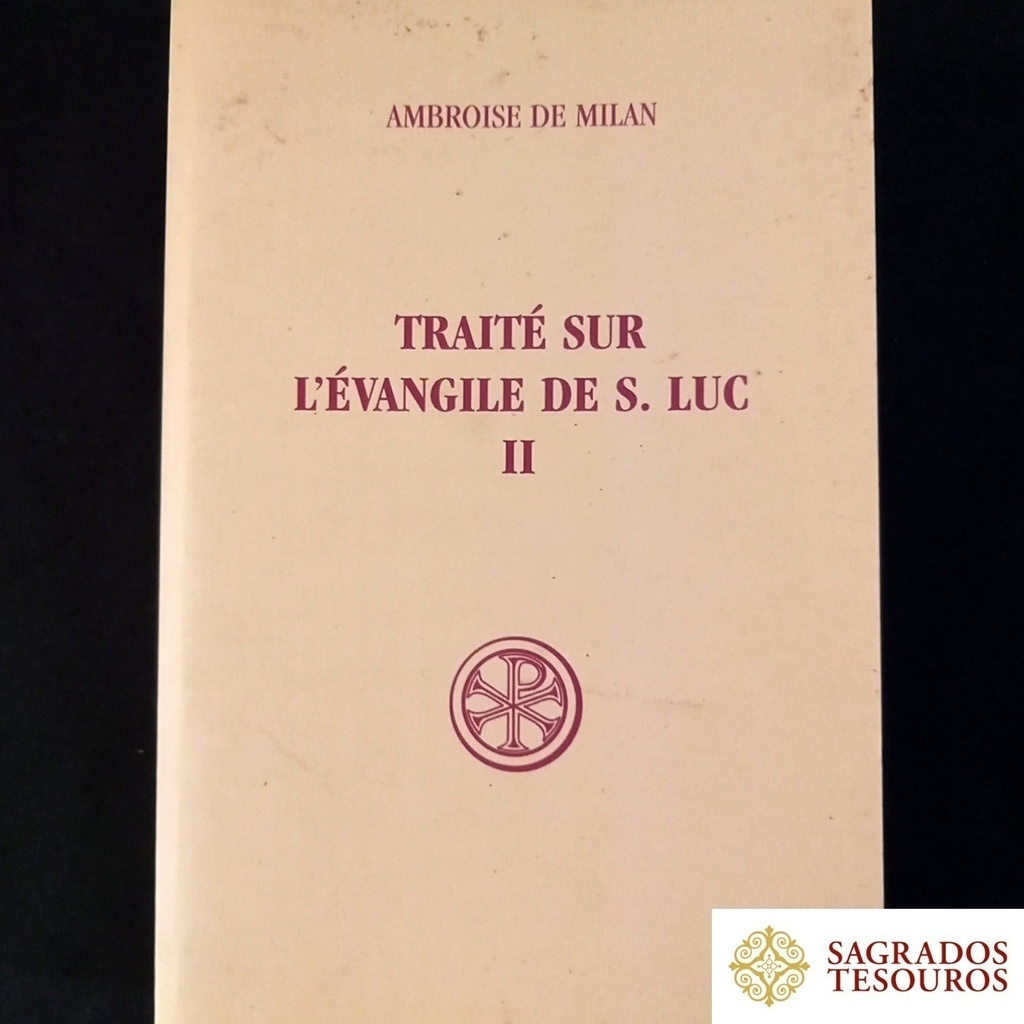 AMBROISE DE MILAN
TRAITÉ SUR
L'ÉVANGILE DE S. LUC
II
SAGRADOS
TESOUROS